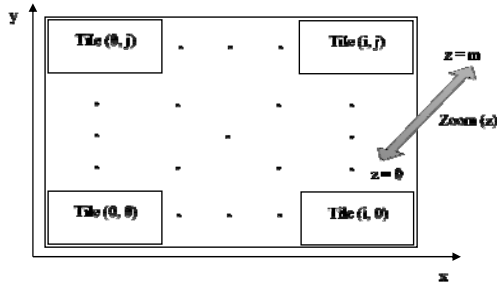 y
Tile (0, j)
Tile (i, j)
z = m
Zoom (z)
z = 0
Tile (0, 0)
Tile (i, 0)
x